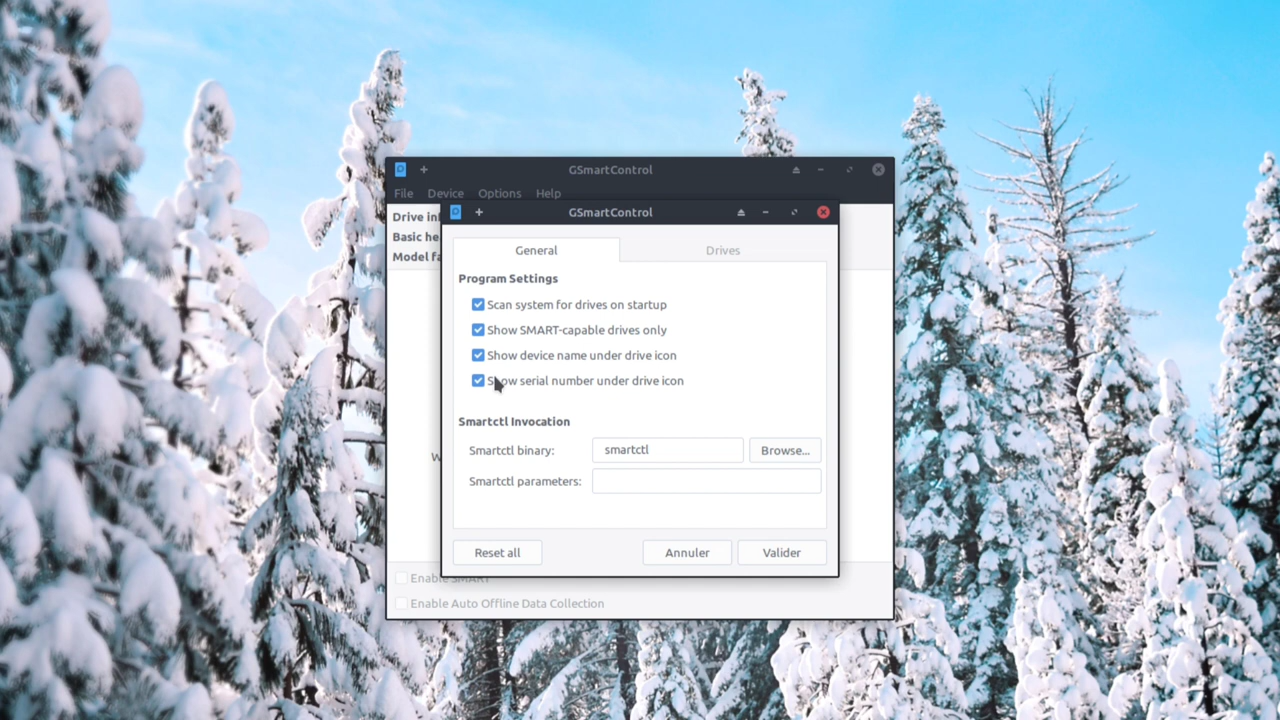 GSmartControl
File Device Options Help
Drive in
Basic he
Model fa
W
GSmartControl
General Drives
Program Settings
Scan system for drives on startup
Show SMART-capable drives only
Show device name under drive icon
Show serial number under drive icon
Smartctl Invocation
Smartctl binary: smartctl Browse...
Smartctl parameters:
Reset all Annuler Valider
Enable SMART
Enable Auto Offline Data Collection